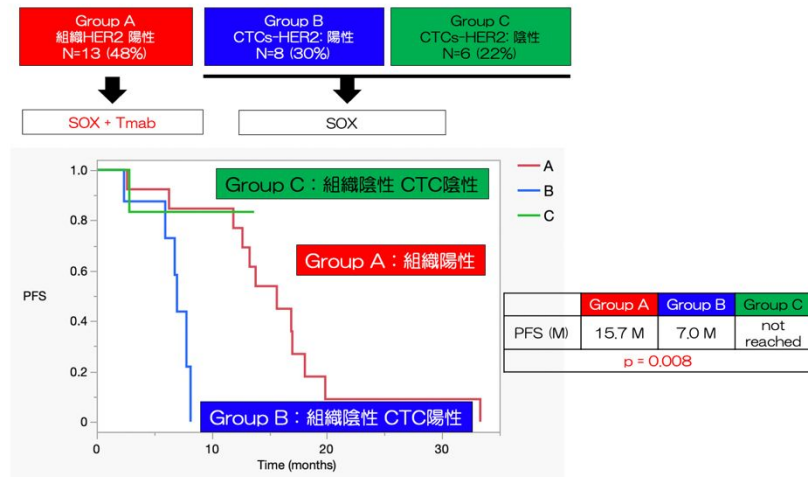 Group A
組織HER2 陽性
N=13 (48%)
Group B
CTCs-HER2: 陽性
N=8 (30%)
Group C
CTCs-HER2: 陰性
N=6 (22%)
SOX + Tmab
SOX
1.0
0.8
0.6
0.4
0.2
0
PFS
0
10
20
30
Time (months)
Group C：組織陰性 CTC陰性
Group A：組織陽性
Group B：組織陰性 CTC陽性
A
B
C
Group A Group B Group C
PFS (M) 15.7 M 7.0 M not reached
p = 0.008